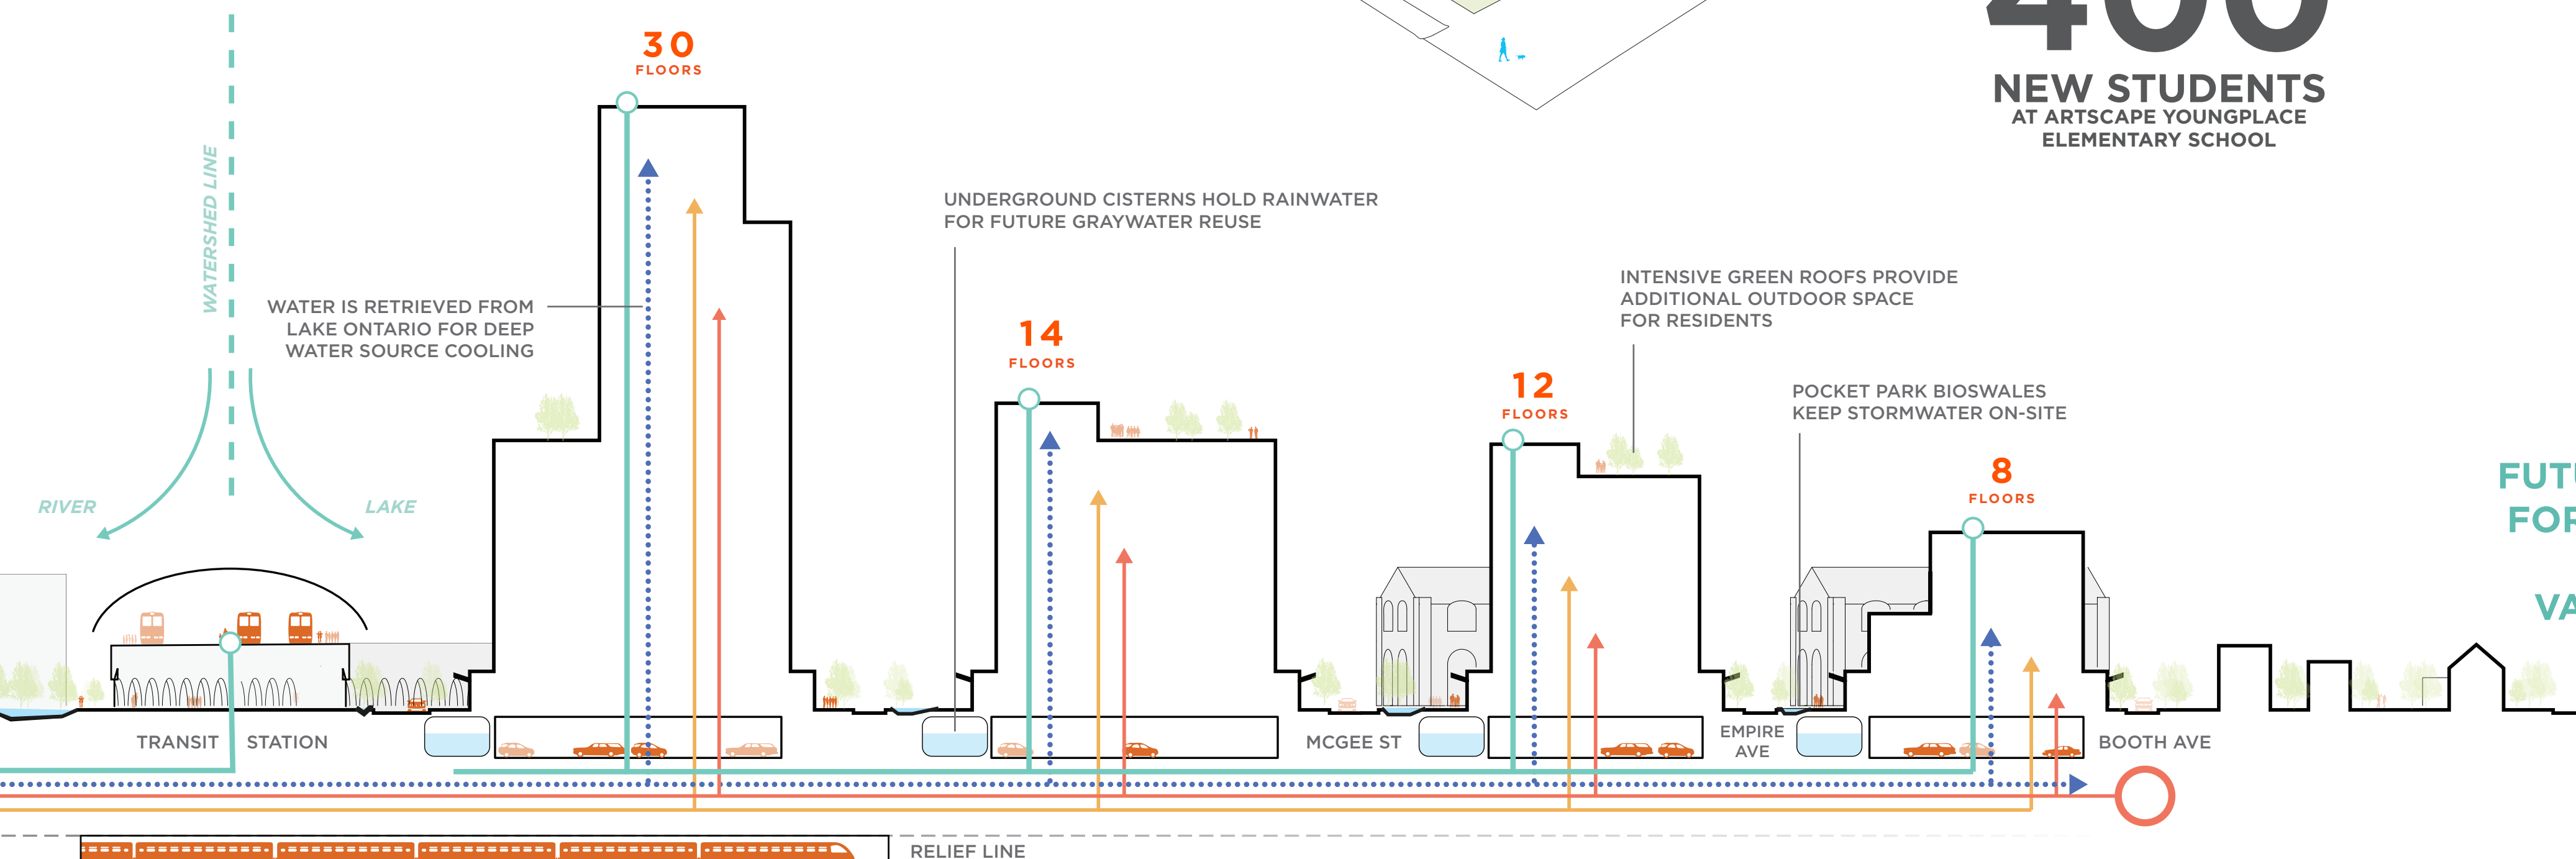 400
NEW STUDENTS
AT ARTSCAPE YOUNGPLACE
ELEMENTARY SCHOOL
30
FLOORS
WATERSHED LINE
WATER IS RETRIEVED FROM
LAKE ONTARIO FOR DEEP
WATER SOURCE COOLING
UNDERGROUND CISTERNS HOLD RAINWATER
FOR FUTURE GRAYWATER REUSE
14
FLOORS
INTENSIVE GREEN ROOFS PROVIDE
ADDITIONAL OUTDOOR SPACE
FOR RESIDENTS
12
FLOORS
POCKET PARK BIOSWALES
KEEP STORMWATER ON-SITE
8
FLOORS
RIVER
LAKE
TRANSIT STATION
MCGEE ST
EMPIRE
AVE
BOOTH AVE
RELIEF LINE